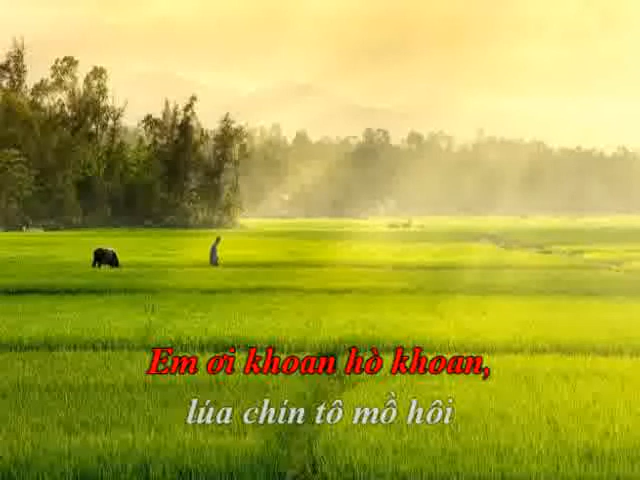 Em ơi khoan hò khoan,
lúa chín tô mồ hôi